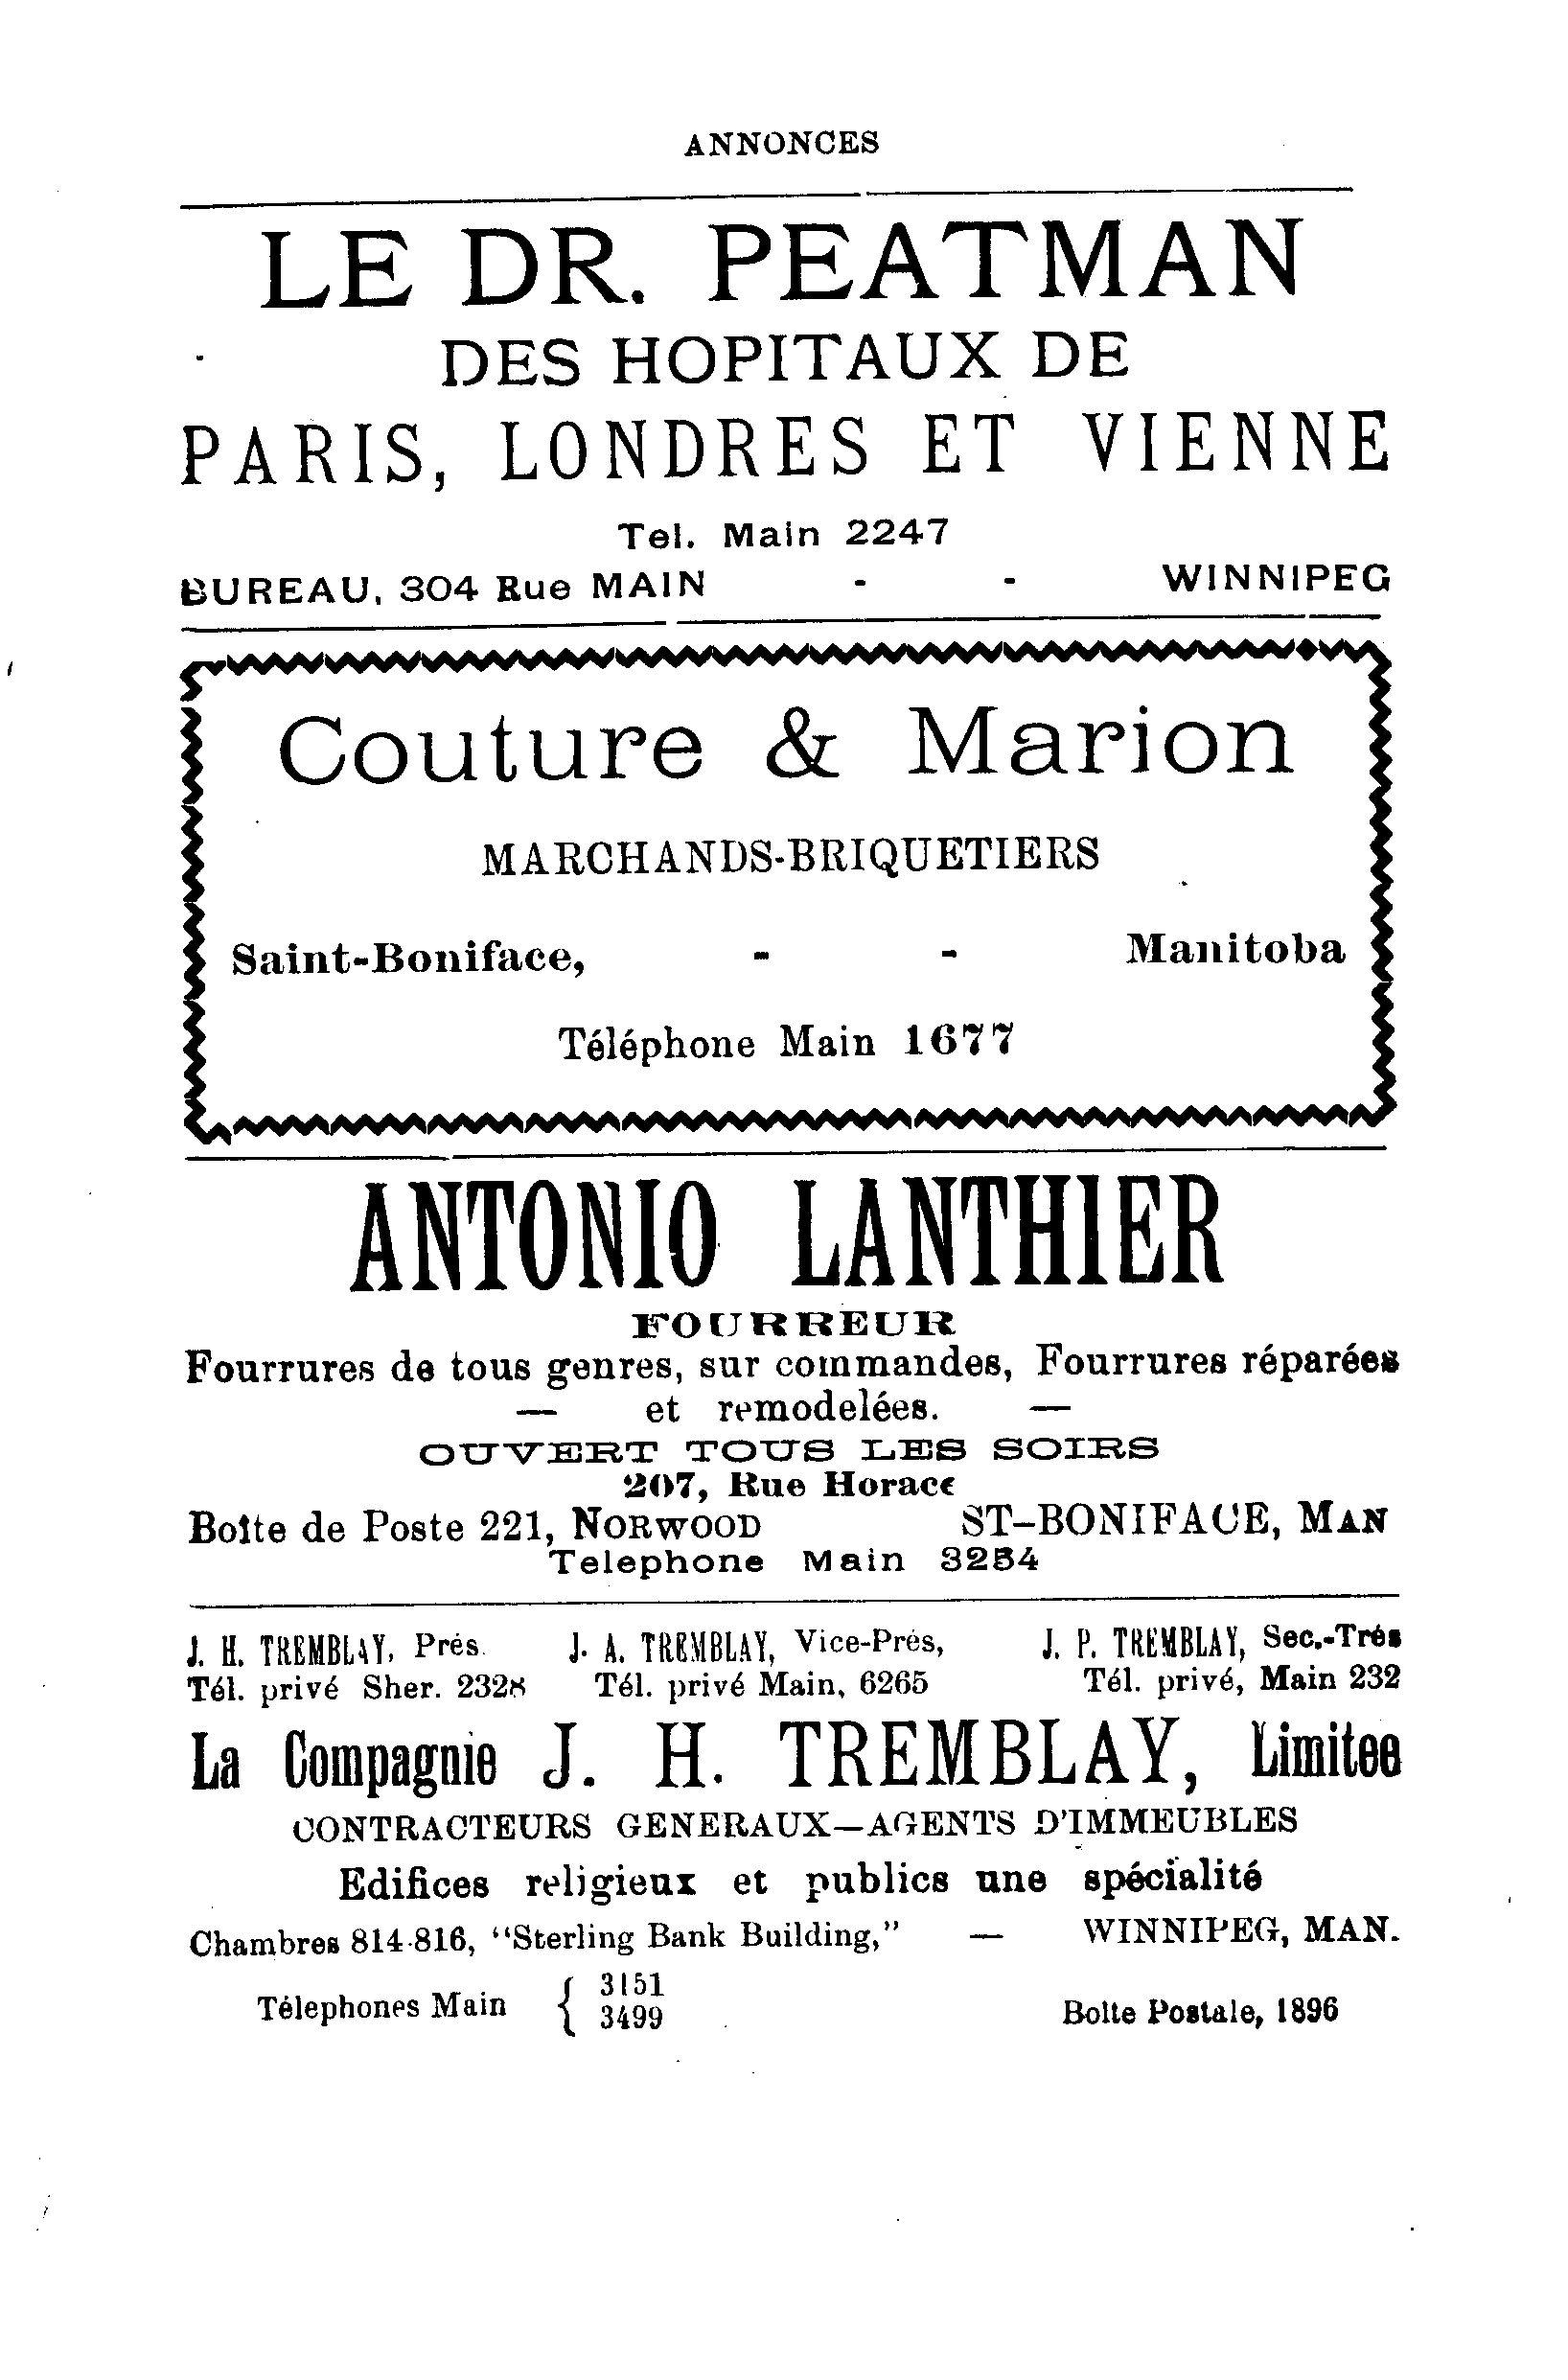 ANNONCES
LE DR. PEATMAN
DES HOPITAUX DE
PARIS, LONDRES ET VIENNE
Tel. Main 2247
BUREAU, 304 Rue MAIN - - WINNIPEG
Couture & Marion
MARCHANDS-BRIQUETIERS
Saint-Boniface, - - Manitoba
Téléphone Main 1677
ANTONIO LANTHIER
FOURREUR
Fourrures de tous genres, sur commandes, Fourrures réparées
— et remodelées. —
OUVERT TOUS LES SOIRS
207, Rue Horace
Boîte de Poste 221, NORWOOD ST-BONIFACE, MAN
Telephone Main
J. H. TREMBLAY, Prés. J. A. TREMBLAY, Vice-Prés, J. P. TREMBLAY, Sec.-Trés
Tél. privé Sher. 2328 Tél. privé Main, 6265 Tél. privé, Main 232
La Compagnie J. H. TREMBLAY, Limitee
CONTRACTEURS GENERAUX—AGENTS D'IMMEUBLES
Edifices religieux et publics une spécialité
Chambres 814-816, "Sterling Bank Building," — WINNIPEG, MAN.
Télephones Main { 3151
3499
Boîte Postale, 1896